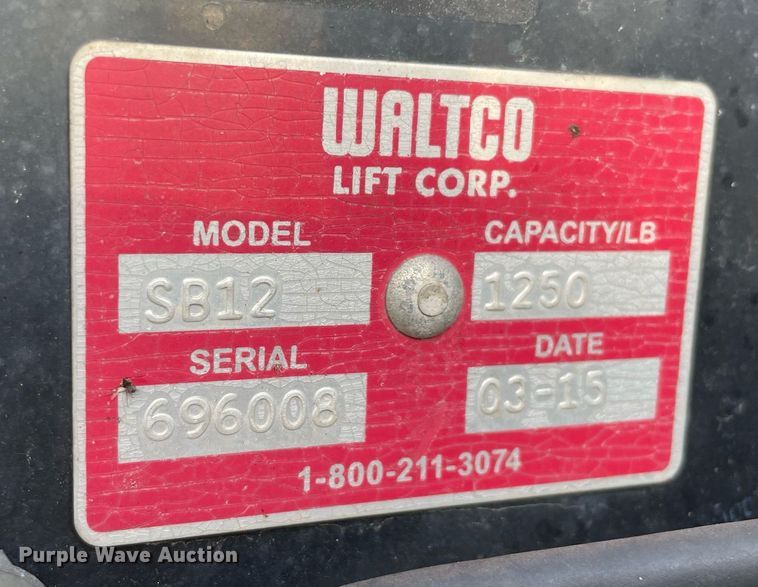 WALTCO
LIFT CORP.
MODEL CAPACITY/LB
SB12 1250
SERIAL DATE
696008 03-15
1-800-211-3074
Purple Wave Auction